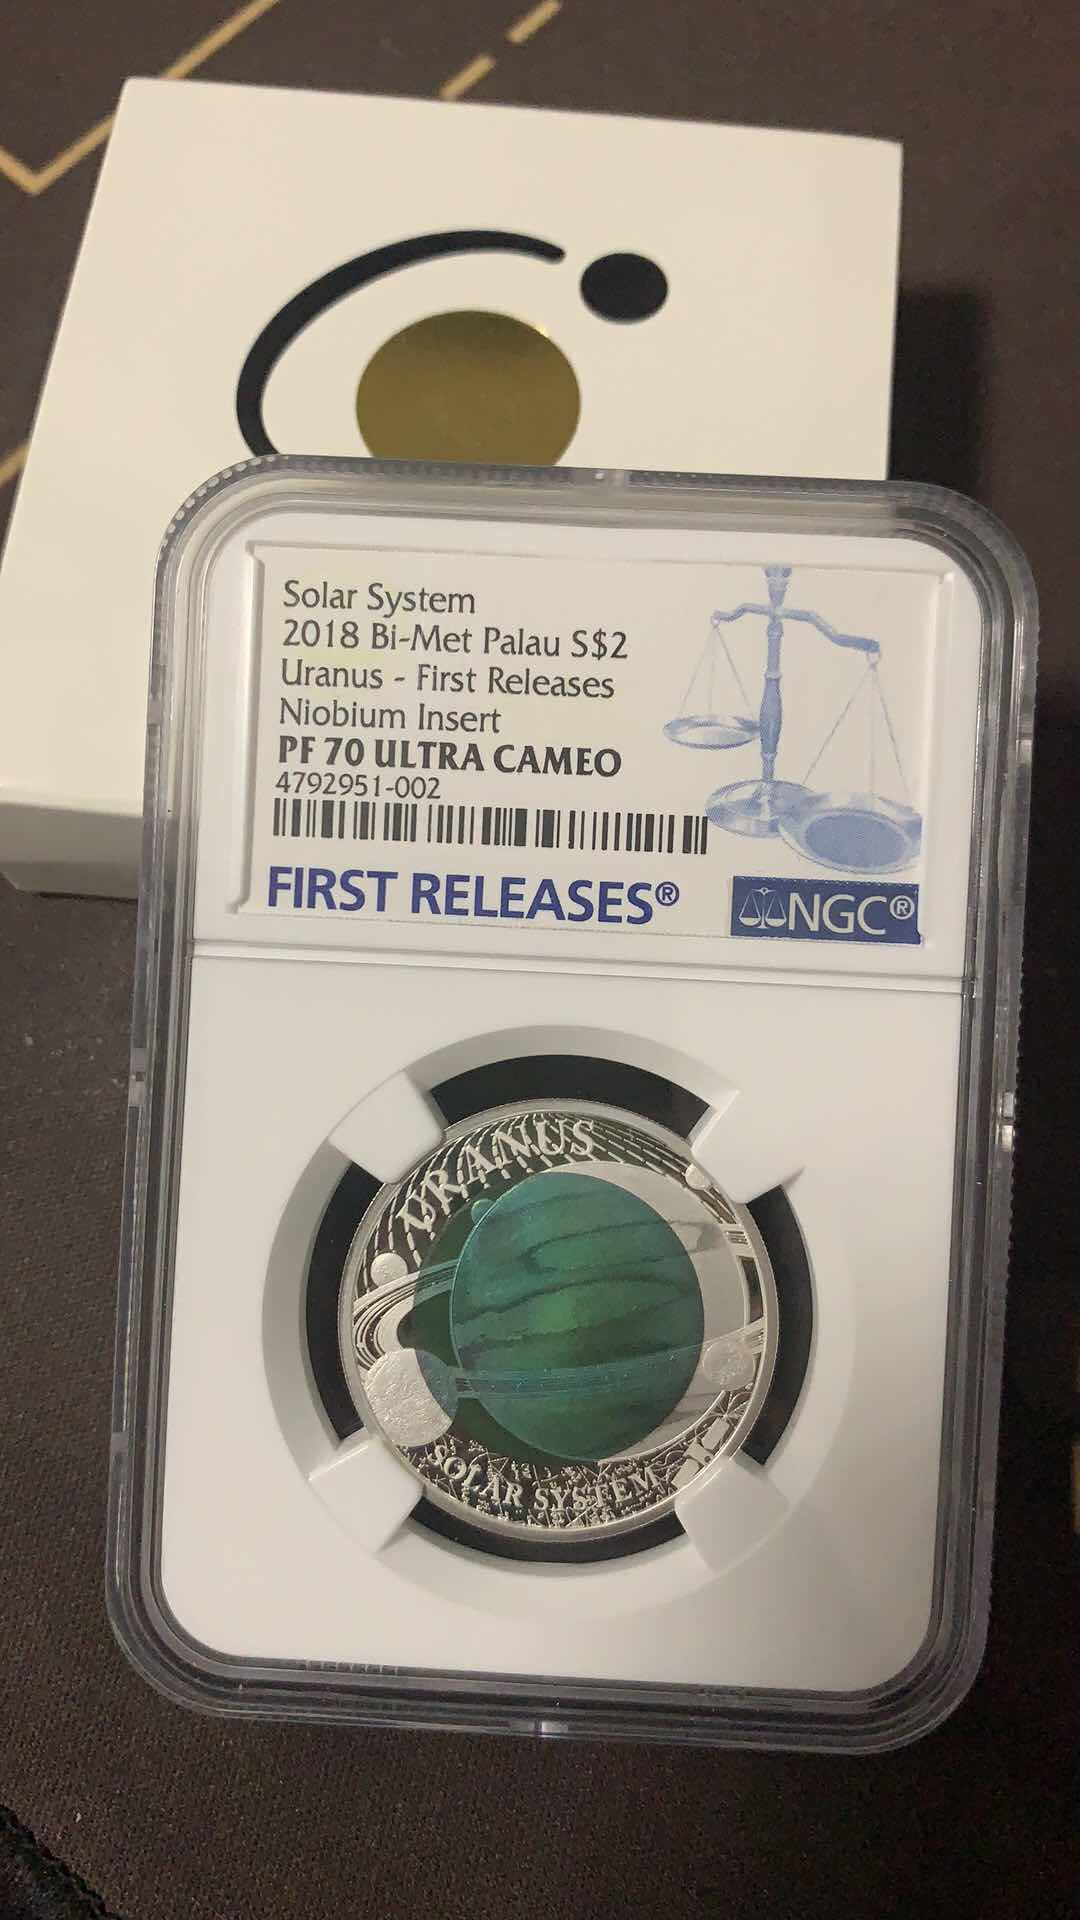 Solar System
2018 Bi-Met Palau S$2
Uranus - First Releases
Niobium Insert
PF 70 ULTRA CAMEO
4792951-002
FIRST RELEASES®
NGC®
URANUS
SOLAR SYSTEM